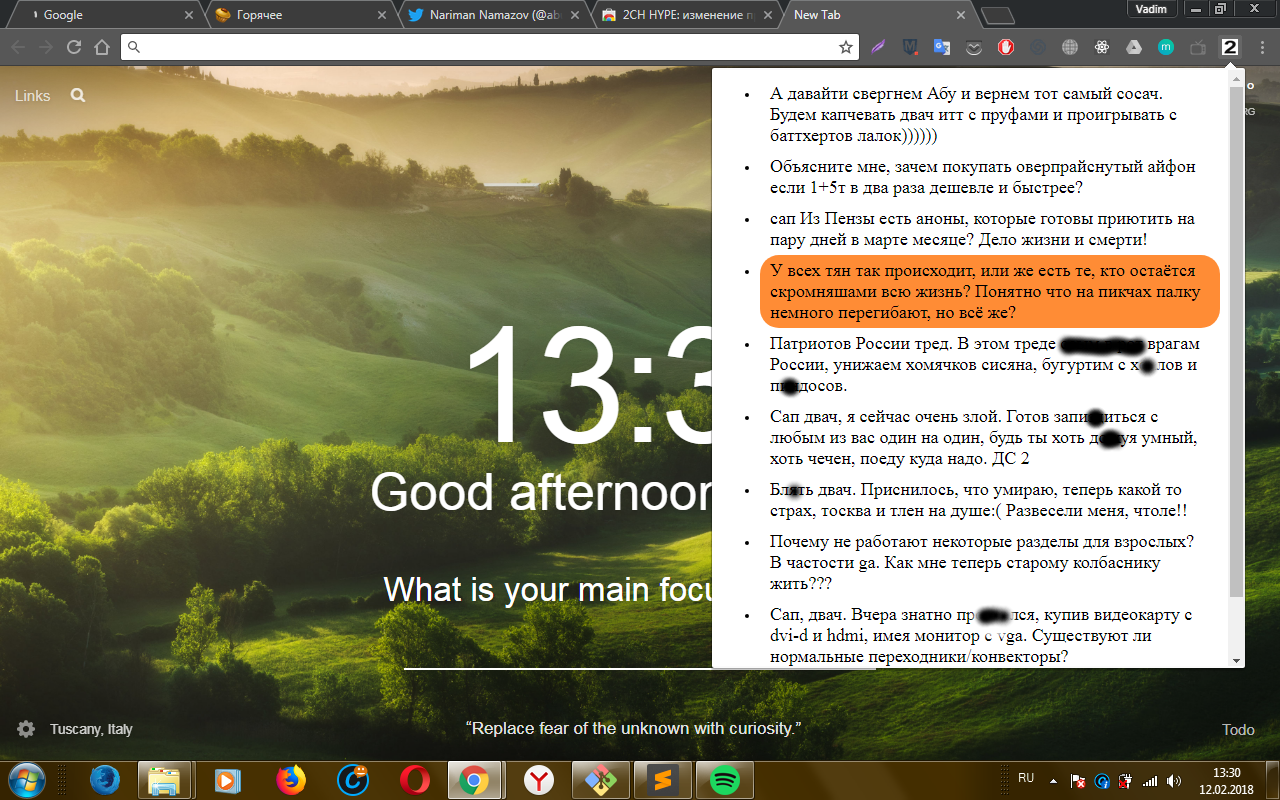 Google
Горячее
Nariman Namazov (@ab
2CH HYPE: изменение п
New Tab
Vadim
Links
RG
А давайти свергнем Абу и вернем тот самый сосач.
Будем капчевать двач итт с пруфами и проигрывать с
баттхертов лалок))))))
Объясните мне, зачем покупать оверпрайснутый айфон
если 1+5т в два раза дешевле и быстрее?
сап Из Пензы есть аноны, которые готовы приютить на
пару дней в марте месяце? Дело жизни и смерти!
У всех тян так происходит, или же есть те, кто остаётся
скромняшами всю жизнь? Понятно что на пикчах палку
немного перегибают, но всё же?
Патриотов России тред. В этом треде врагам
России, унижаем хомячков сисяна, бугуртим с х лов и
п досов.
Сап двач, я сейчас очень злой. Готов запи иться с
любым из вас один на один, будь ты хоть д уя умный,
хоть чечен, поеду куда надо. ДС 2
Бл ть двач. Приснилось, что умираю, теперь какой то
страх, тоска и тлен на душе:( Развесели меня, чтоле!!
Почему не работают некоторые разделы для взрослых?
В частости ga. Как мне теперь старому колбаснику
жить???
Сап, двач. Вчера знатно пр лся, купив видеокарту с
dvi-d и hdmi, имея монитор с vga. Существуют ли
нормальные переходники/конвекторы?
13:3
Good afternoon
What is your main focu
Tuscany, Italy
“Replace fear of the unknown with curiosity.”
Todo
RU
13:30
12.02.2018